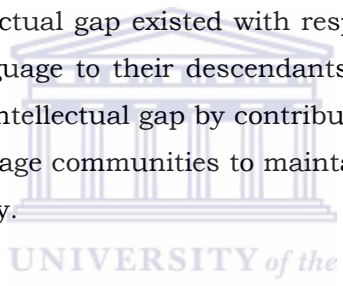 ctual gap existed with resp
guage to their descendants
intellectual gap by contribu
age communities to mainta
y.
UNIVERSITY of the